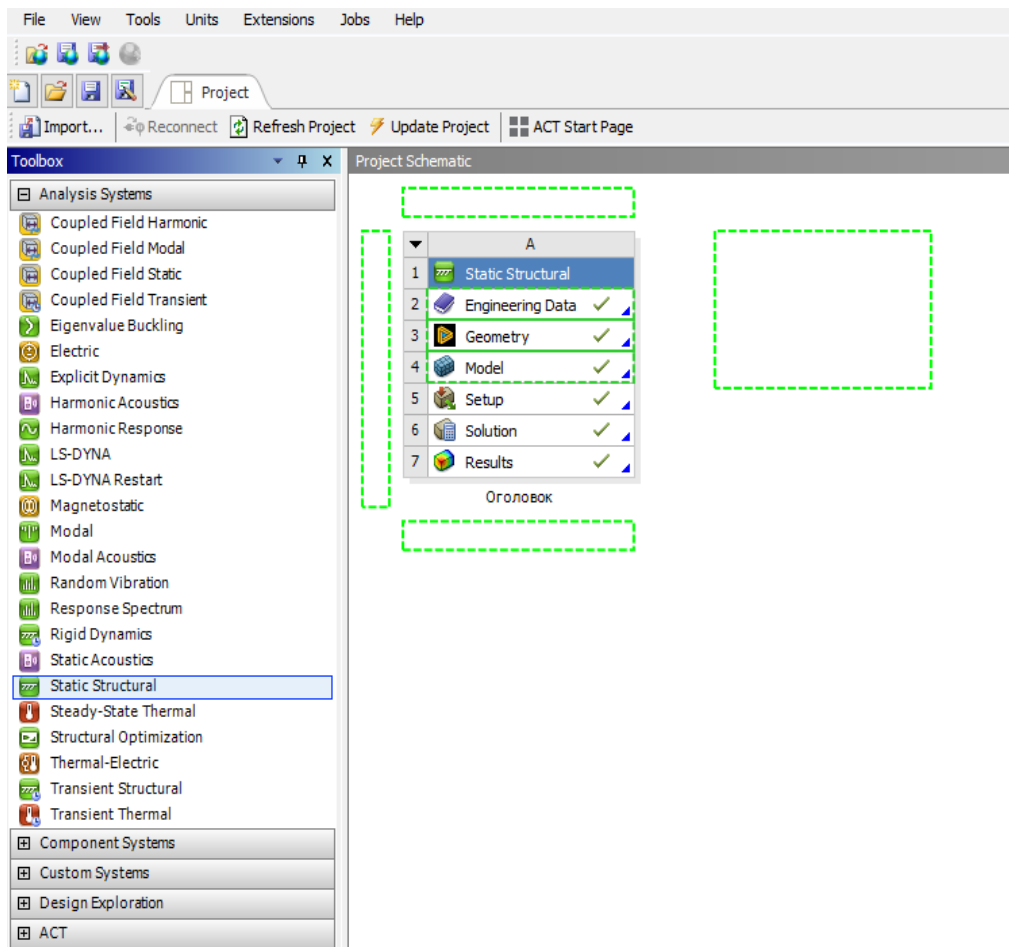 File View Tools Units Extensions Jobs Help
Project
Import... Reconnect Refresh Project Update Project ACT Start Page
Toolbox
Project Schematic
Analysis Systems
Coupled Field Harmonic
Coupled Field Modal
Coupled Field Static
Coupled Field Transient
Eigenvalue Buckling
Electric
Explicit Dynamics
Harmonic Acoustics
Harmonic Response
LS-DYNA
LS-DYNA Restart
Magnetostatic
Modal
Modal Acoustics
Random Vibration
Response Spectrum
Rigid Dynamics
Static Acoustics
Static Structural
Steady-State Thermal
Structural Optimization
Thermal-Electric
Transient Structural
Transient Thermal
Component Systems
Custom Systems
Design Exploration
ACT
A
1 Static Structural
2 Engineering Data
3 Geometry
4 Model
5 Setup
6 Solution
7 Results
Оголовок